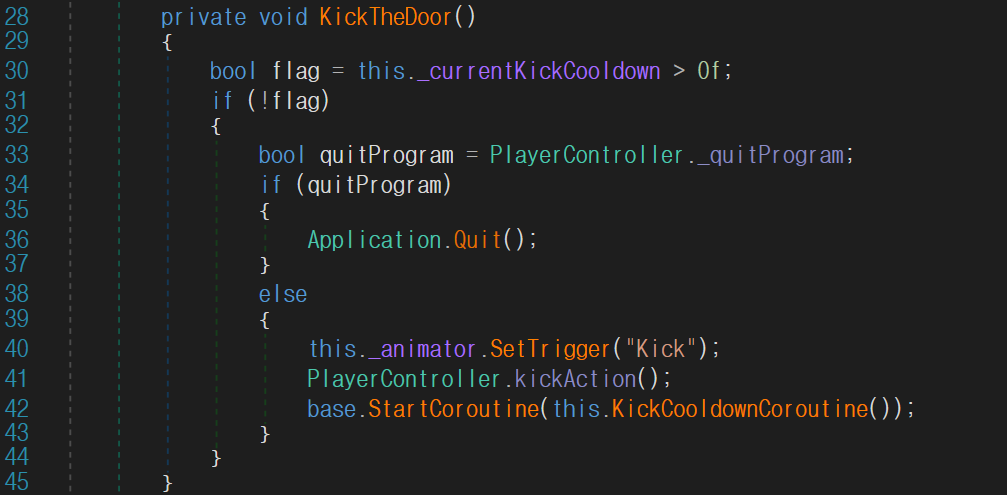 28 private void KickTheDoor()
29 {
30 bool flag = this._currentKickCooldown > 0f;
31 if (!flag)
32 {
33 bool quitProgram = PlayerController._quitProgram;
34 if (quitProgram)
35 {
36 Application.Quit();
37 }
38 else
39 {
40 this._animator.SetTrigger("Kick");
41 PlayerController.kickAction();
42 base.StartCoroutine(this.KickCooldownCoroutine());
43 }
44 }
45 }